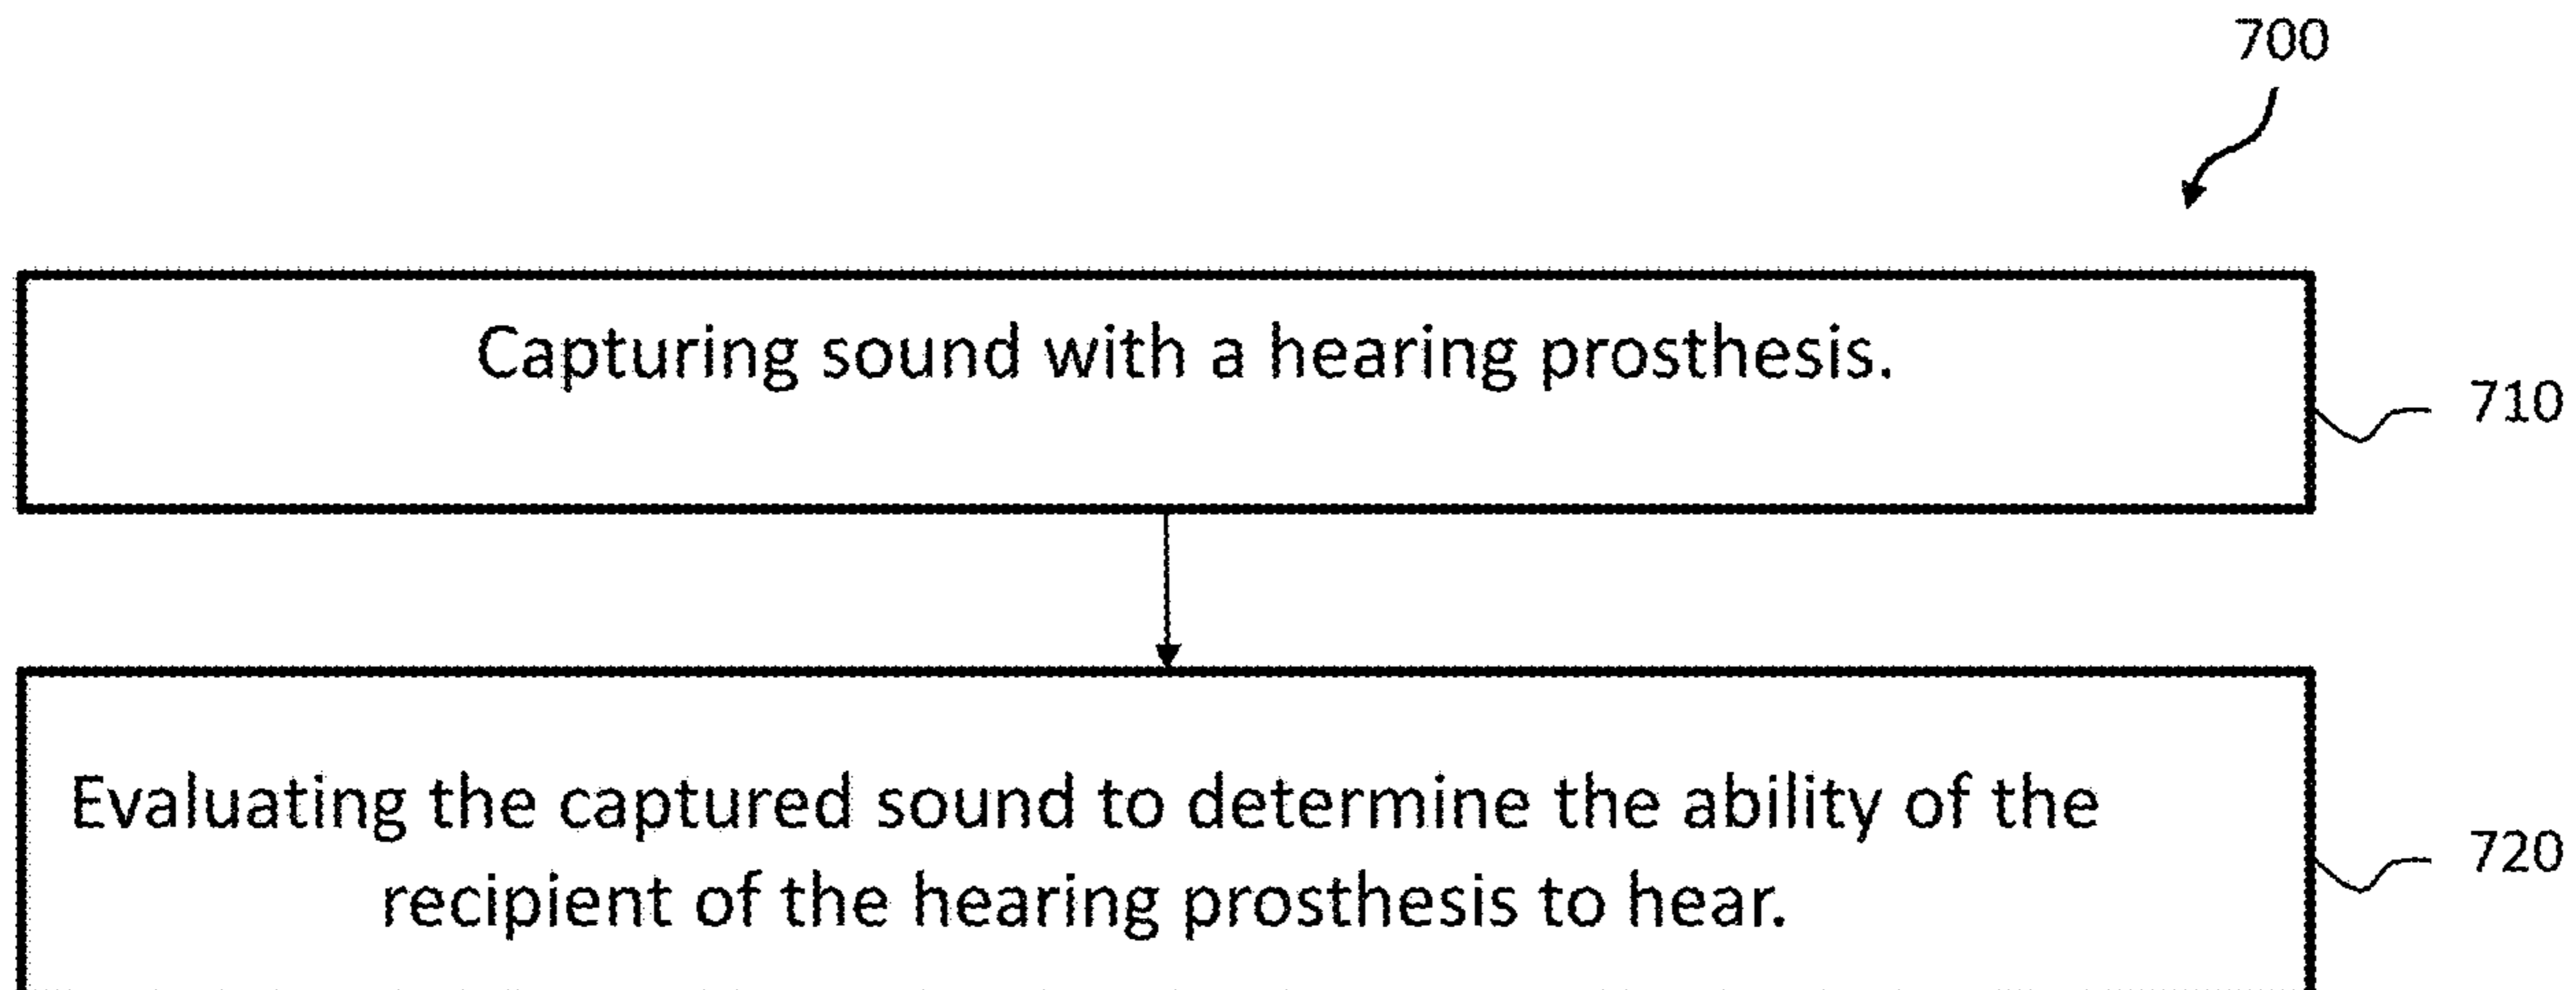 700
Capturing sound with a hearing prosthesis.
710
Evaluating the captured sound to determine the ability of the
recipient of the hearing prosthesis to hear.
720